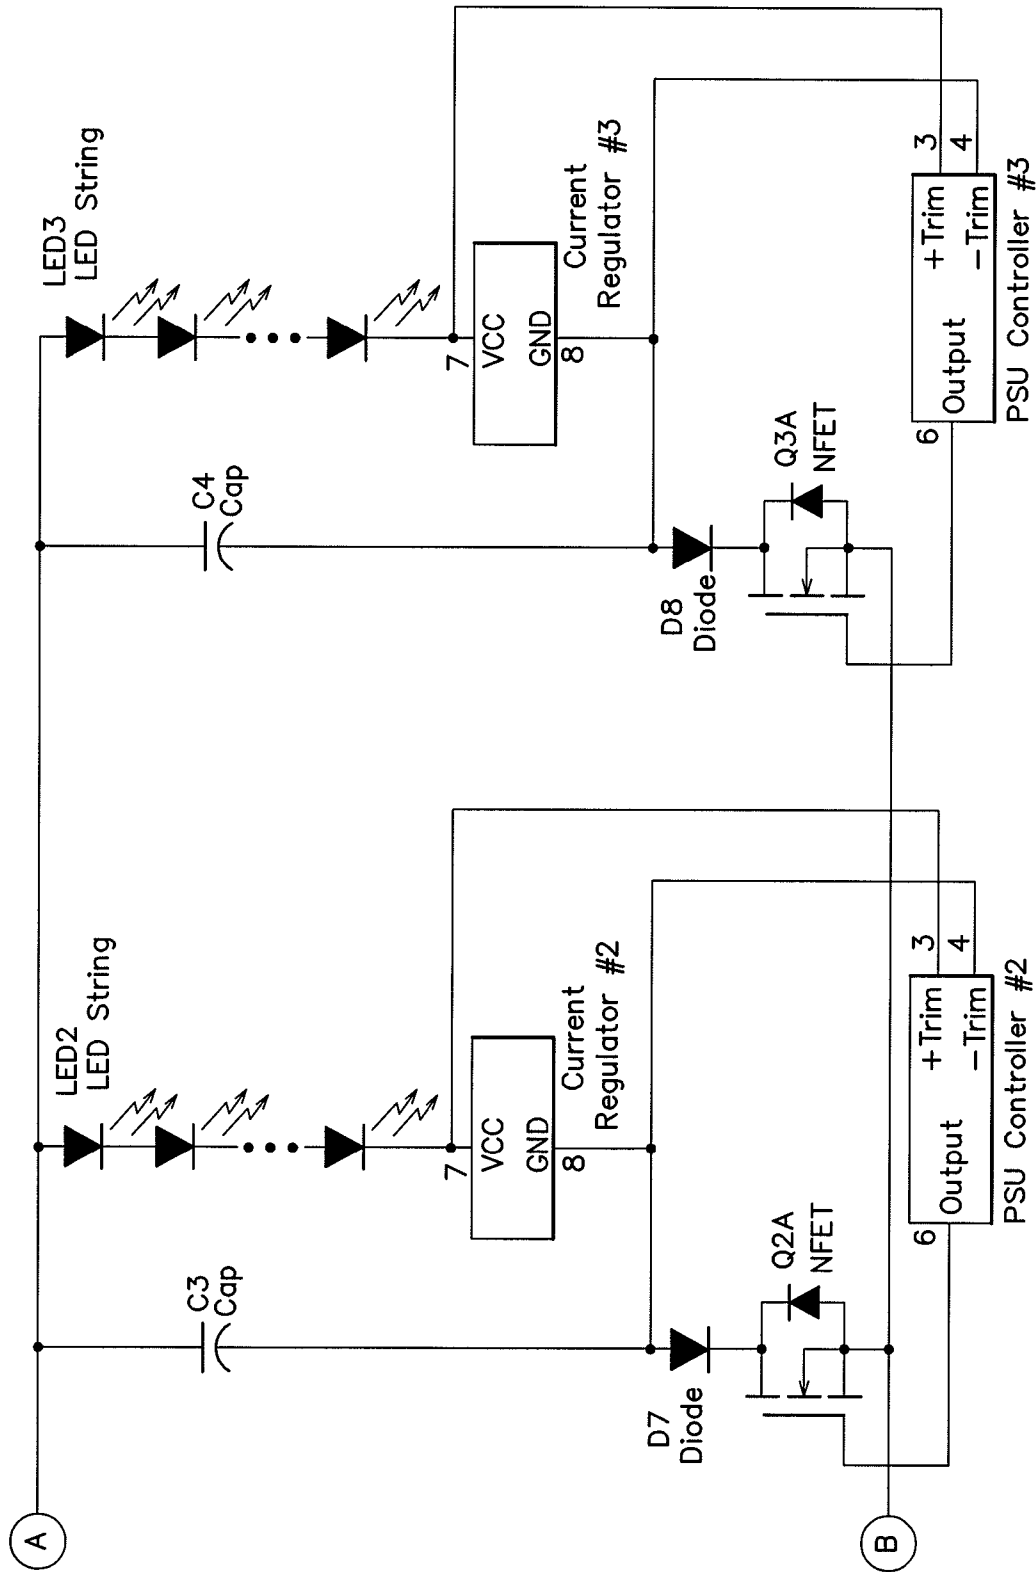 A
B
LED2
LED String
C3
Cap
7
VCC
GND
8
Current
Regulator #2
D7
Diode
Q2A
NFET
3
4
+Trim
-Trim
Output
6
PSU Controller #2
LED3
LED String
C4
Cap
7
VCC
GND
8
Current
Regulator #3
D8
Diode
Q3A
NFET
3
4
+Trim
-Trim
Output
6
PSU Controller #3